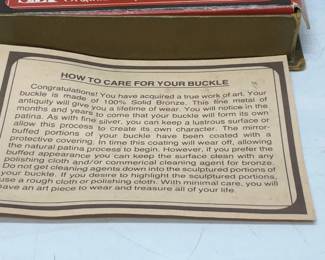 HOW TO CARE FOR YOUR BUCKLE
Congratulations! You have acquired a true work of art. Your
buckle is made of 100% Solid Bronze. This fine metal of
antiquity will give you a lifetime of wear. You will notice in the
months and years to come that your buckle will form its own
patina. As with fine silver, you can keep a lustrous surface or
allow this process to create its own character. The mirror-
buffed portions of your buckle have been coated with a
protective covering. In time this coating will wear off, allowing
the natural patina process to begin. However, if you prefer the
buffed appearance you can keep the surface clean with any
polishing cloth and/or commerical cleaning agent for bronze.
Do not get cleaning agents down into the sculptured portions of
your buckle. If you desire to highlight the sculptured portions,
use a rough cloth or polishing cloth. With minimal care, you will
have an art piece to wear and treasure all of your life.